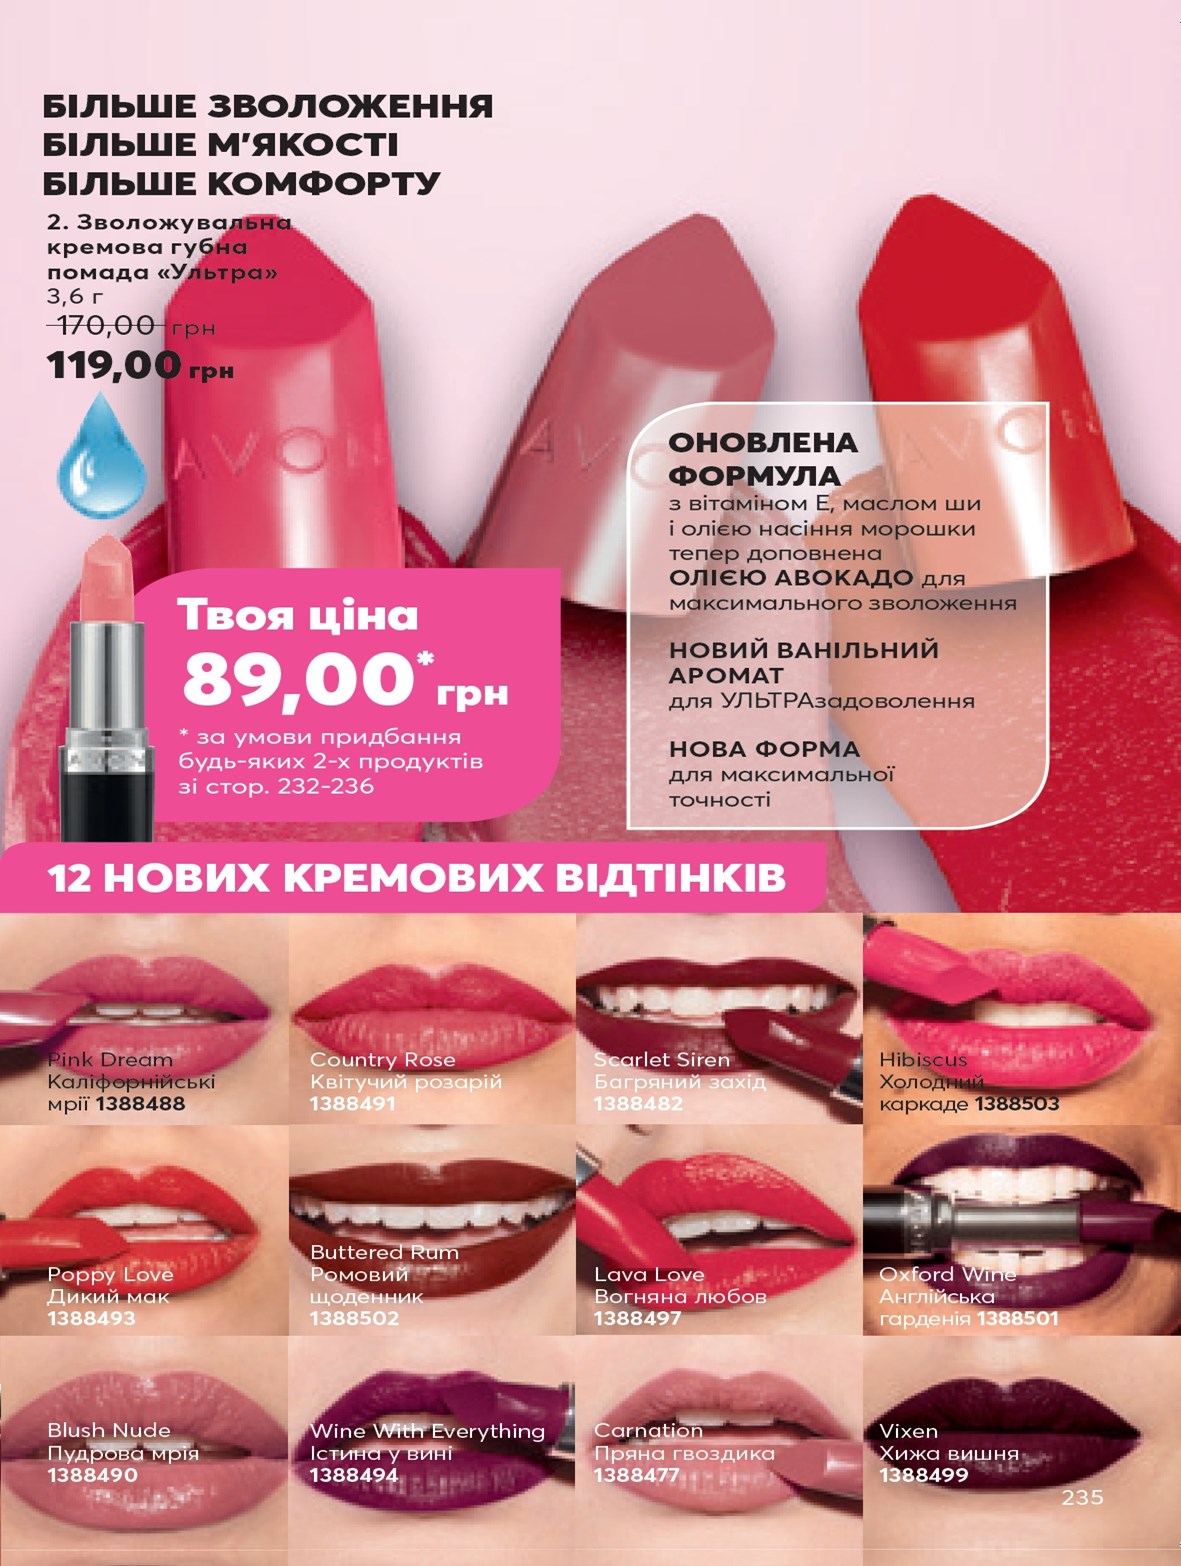 БІЛЬШЕ ЗВОЛОЖЕННЯ
БІЛЬШЕ М'ЯКОСТІ
БІЛЬШЕ КОМФОРТУ
2. Зволожувальна
кремова губна
помада «Ультра»
3,6 г
170,00 грн
119,00 грн
AVON
AVO
AVON
ОНОВЛЕНА
ФОРМУЛА
з вітаміном Е, маслом ши
і олією насіння морошки
тепер доповнена
ОЛІЄЮ АВОКАДО для
максимального зволоження
НОВИЙ ВАНІЛЬНИЙ
АРОМАТ
для УЛЬТРАзадоволення
НОВА ФОРМА
для максимальної
точності
Твоя ціна
89,00* грн
* за умови придбання
будь-яких 2-х продуктів
зі стор. 232-236
AVON
12 НОВИХ КРЕМОВИХ ВІДТІНКІВ
Pink Dream
Каліфорнійські
мрії 1388488
Country Rose
Квітучий розарій
1388491
Scarlet Siren
Багряний захід
1388482
Hibiscus
Холодний
каркаде 1388503
Poppy Love
Дикий мак
1388493
Buttered Rum
Ромовий
щоденник
1388502
Lava Love
Вогняна любов
1388497
Oxford Wine
Англійська
гарденія 1388501
Blush Nude
Пудрова мрія
1388490
Wine With Everything
Істина у вині
1388494
Carnation
Пряна гвоздика
1388477
Vixen
Хижа вишня
1388499
235